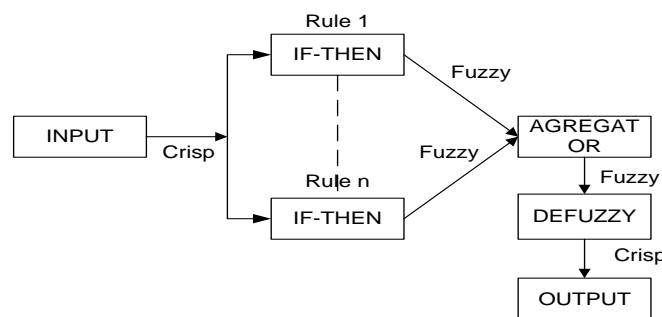 Rule 1
IF-THEN
Fuzzy
INPUT
Crisp
AGREGAT
OR
Fuzzy
Rule n
Fuzzy
IF-THEN
DEFUZZY
Crisp
OUTPUT